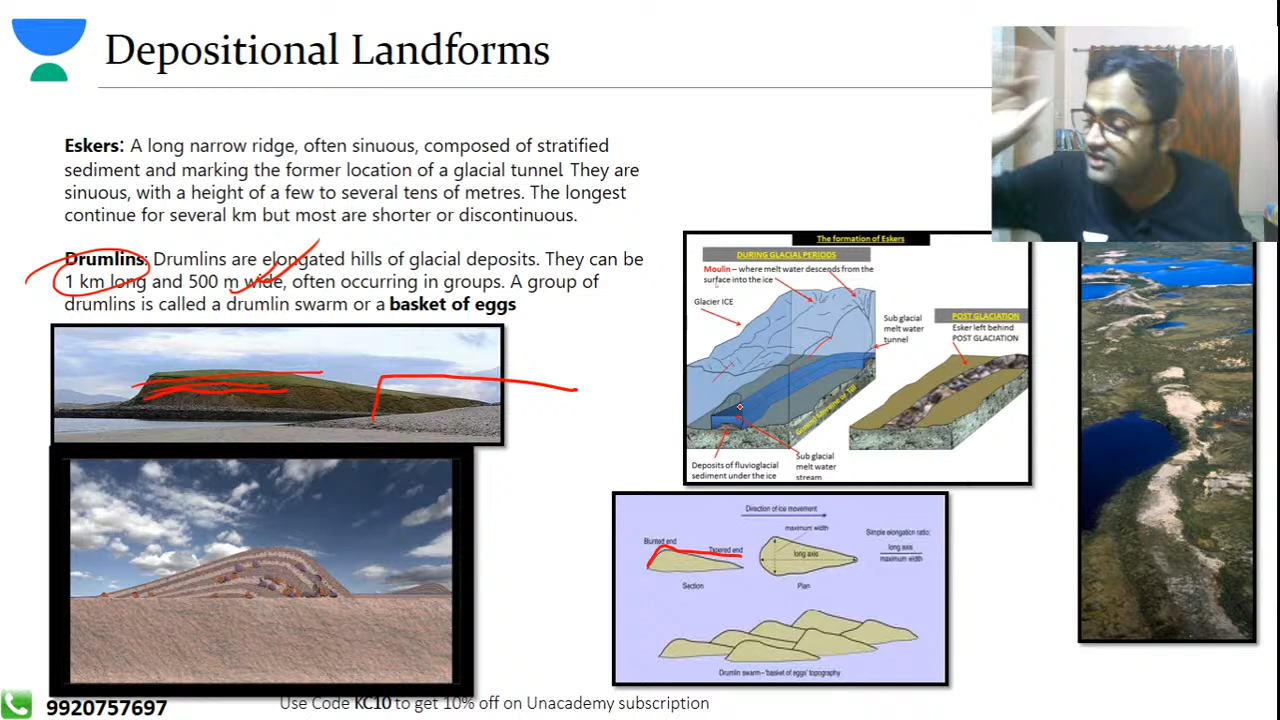 Depositional Landforms
Eskers: A long narrow ridge, often sinuous, composed of stratified
sediment and marking the former location of a glacial tunnel They are
sinuous, with a height of a few to several tens of metres. The longest
continue for several km but most are shorter or discontinuous.
Drumlins: Drumlins are elongated hills of glacial deposits. They can be
1 km long and 500 m wide, often occurring in groups. A group of
drumlins is called a drumlin swarm or a basket of eggs
The formation of Eskers
DURING GLACIAL PERIODS
Moulin – where melt water descends from the
surface into the ice
Glacier ICE
Sub glacial
melt water
tunnel
POST GLACIATION
Esker left behind
POST GLACIATION
Ground Moraine or Till
Deposits of fluvioglacial
sediment under the ice
Sub glacial
melt water
stream
Direction of ice movement
maximum width
Blunted end
Tapered end
long axis
Simple elongation ratio:
long axis
maximum width
Section
Plan
Drumlin swarm–'basket of eggs' topography
9920757697
Use Code KC10 to get 10% off on Unacademy subscription